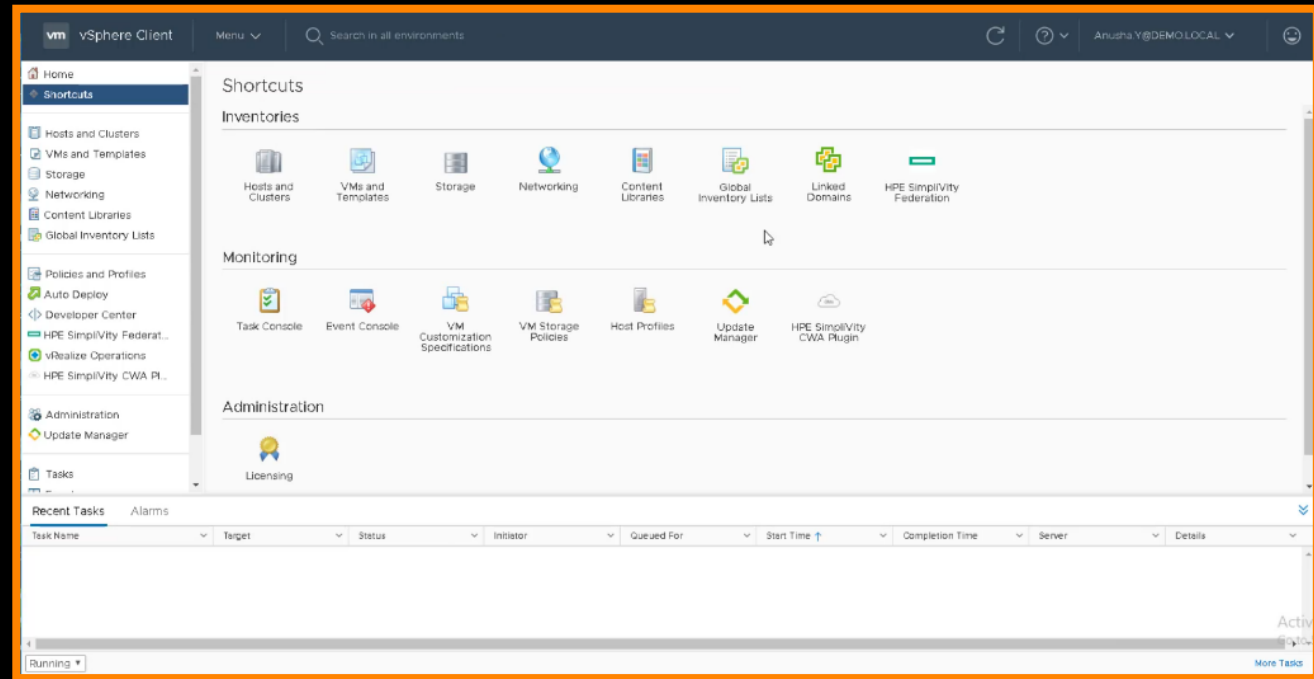 vm vSphere Client Menu Search in all environments Anusha.Y@DEMO.LOCAL
Home
Shortcuts
Hosts and Clusters
VMs and Templates
Storage
Networking
Content Libraries
Global Inventory Lists
Policies and Profiles
Auto Deploy
Developer Center
HPE SimpliVity Federat...
vRealize Operations
HPE SimpliVity CWA Pl...
Administration
Update Manager
Tasks
Shortcuts
Inventories
Hosts and Clusters
VMs and Templates
Storage
Networking
Content Libraries
Global Inventory Lists
Linked Domains
HPE SimpliVity Federation
Monitoring
Task Console
Event Console
VM Customization Specifications
VM Storage Policies
Host Profiles
Update Manager
HPE SimpliVity CWA Plugin
Administration
Licensing
Recent Tasks Alarms
Task Name Target Status Initiator Queued For Start Time Completion Time Server Details
Activ
Go to
Running More Tasks